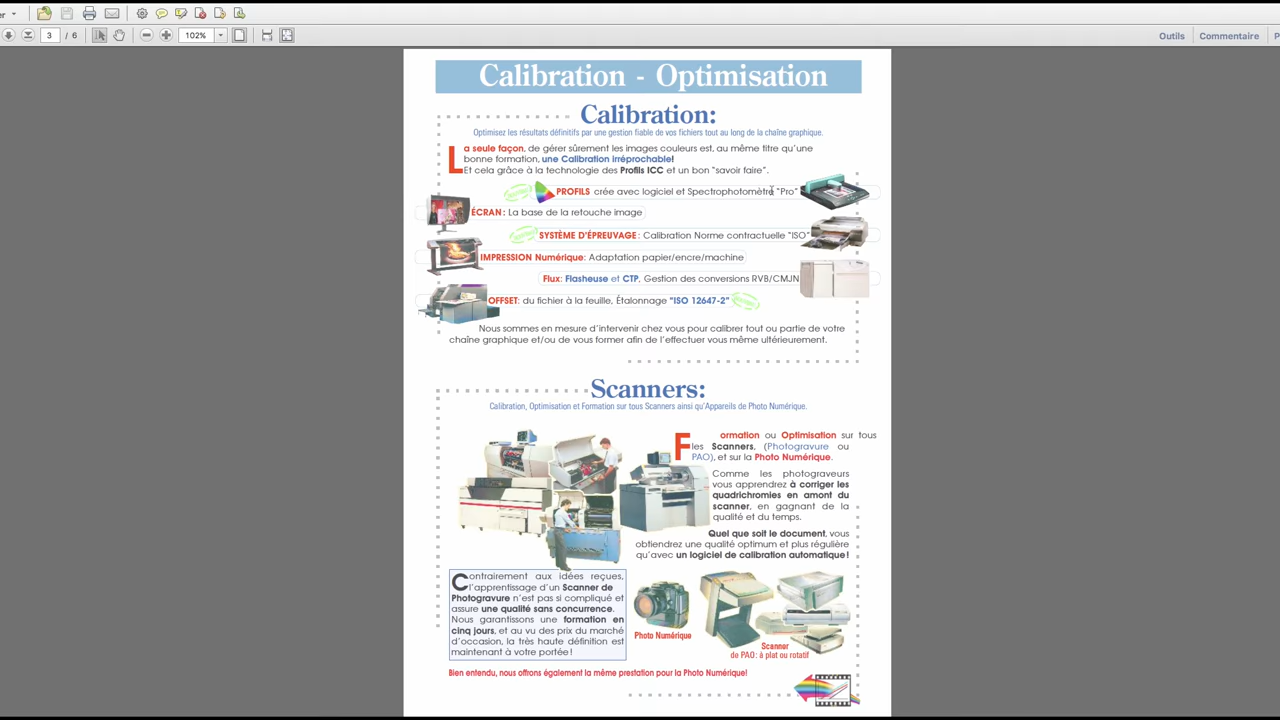 3 / 6
102%
Outils
Commentaire
Calibration - Optimisation
Calibration:
Optimisez les résultats définitifs par une gestion fiable de vos fichiers tout au long de la chaîne graphique.
La seule façon, de gérer sûrement les images couleurs est, au même titre qu'une
bonne formation, une Calibration irréprochable!
Et cela grâce à la technologie des Profils ICC et un bon "savoir faire".
PROFILS crée avec logiciel et Spectrophotomètre "Pro"
ÉCRAN: La base de la retouche image
SYSTÈME D'ÉPREUVAGE: Calibration Norme contractuelle "ISO"
IMPRESSION Numérique: Adaptation papier/encre/machine
Flux: Flasheuse et CTP, Gestion des conversions RVB/CMJN
OFFSET: du fichier à la feuille, Étalonnage "ISO 12647-2"
Nous sommes en mesure d'intervenir chez vous pour calibrer tout ou partie de votre
chaîne graphique et/ou de vous former afin de l'effectuer vous même ultérieurement.
Scanners:
Calibration, Optimisation et Formation sur tous Scanners ainsi qu'Appareils de Photo Numérique.
Formation ou Optimisation sur tous
les Scanners, (Photogravure ou
PAO), et sur la Photo Numérique.
Comme les photograveurs
vous apprendrez à corriger les
quadrichromies en amont du
scanner, en gagnant de la
qualité et du temps.
Quel que soit le document, vous
obtiendrez une qualité optimum et plus régulière
qu'avec un logiciel de calibration automatique!
Contrairement aux idées reçues,
l'apprentissage d'un Scanner de
Photogravure n'est pas si compliqué et
assure une qualité sans concurrence.
Nous garantissons une formation en
cinq jours, et au vu des prix du marché
d'occasion, la très haute définition est
maintenant à votre portée!
Photo Numérique
Scanner
de PAO: à plat ou rotatif
Bien entendu, nous offrons également la même prestation pour la Photo Numérique!